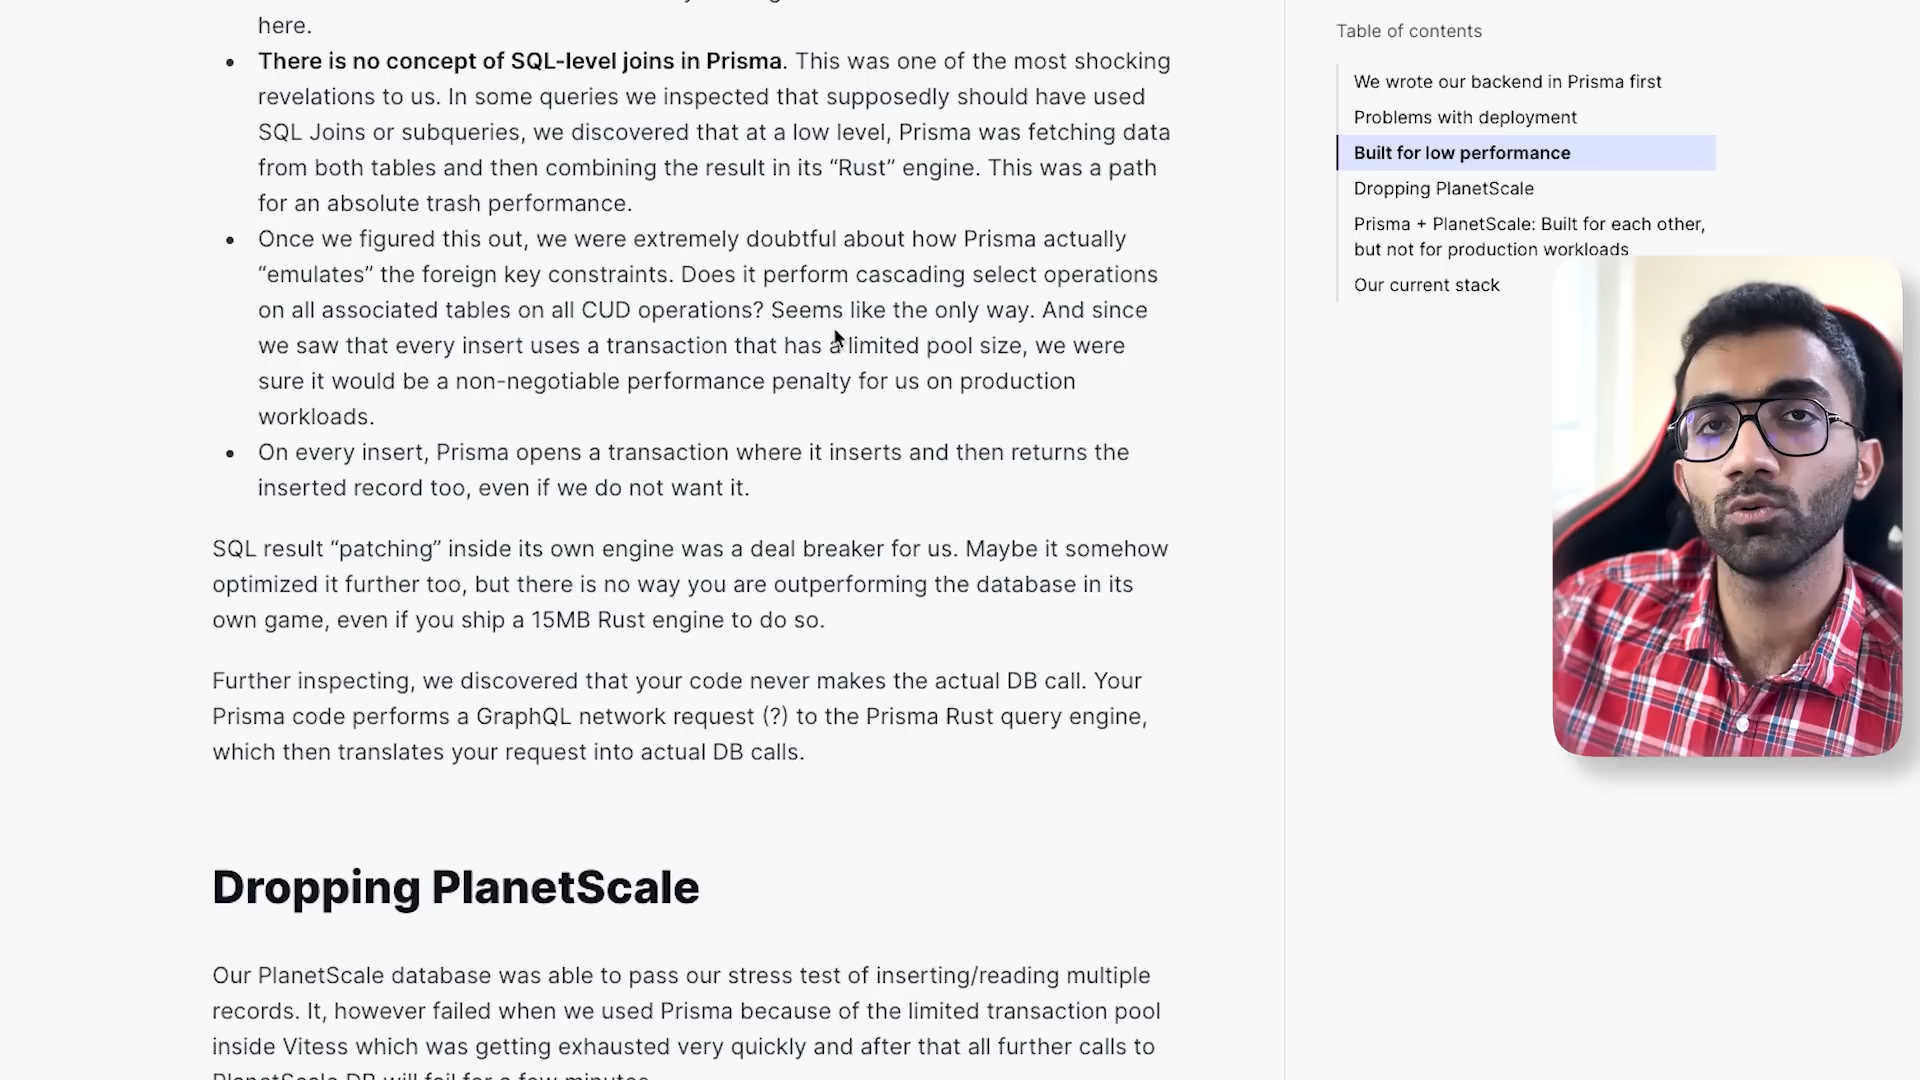 here.
• There is no concept of SQL-level joins in Prisma. This was one of the most shocking
revelations to us. In some queries we inspected that supposedly should have used
SQL Joins or subqueries, we discovered that at a low level, Prisma was fetching data
from both tables and then combining the result in its “Rust” engine. This was a path
for an absolute trash performance.
• Once we figured this out, we were extremely doubtful about how Prisma actually
“emulates” the foreign key constraints. Does it perform cascading select operations
on all associated tables on all CUD operations? Seems like the only way. And since
we saw that every insert uses a transaction that has a limited pool size, we were
sure it would be a non-negotiable performance penalty for us on production
workloads.
• On every insert, Prisma opens a transaction where it inserts and then returns the
inserted record too, even if we do not want it.
SQL result “patching” inside its own engine was a deal breaker for us. Maybe it somehow
optimized it further too, but there is no way you are outperforming the database in its
own game, even if you ship a 15MB Rust engine to do so.
Further inspecting, we discovered that your code never makes the actual DB call. Your
Prisma code performs a GraphQL network request (?) to the Prisma Rust query engine,
which then translates your request into actual DB calls.
Dropping PlanetScale
Our PlanetScale database was able to pass our stress test of inserting/reading multiple
records. It, however failed when we used Prisma because of the limited transaction pool
inside Vitess which was getting exhausted very quickly and after that all further calls to
PlanetScale DB will fail for a few minutes.
Table of contents
We wrote our backend in Prisma first
Problems with deployment
Built for low performance
Dropping PlanetScale
Prisma + PlanetScale: Built for each other,
but not for production workloads
Our current stack